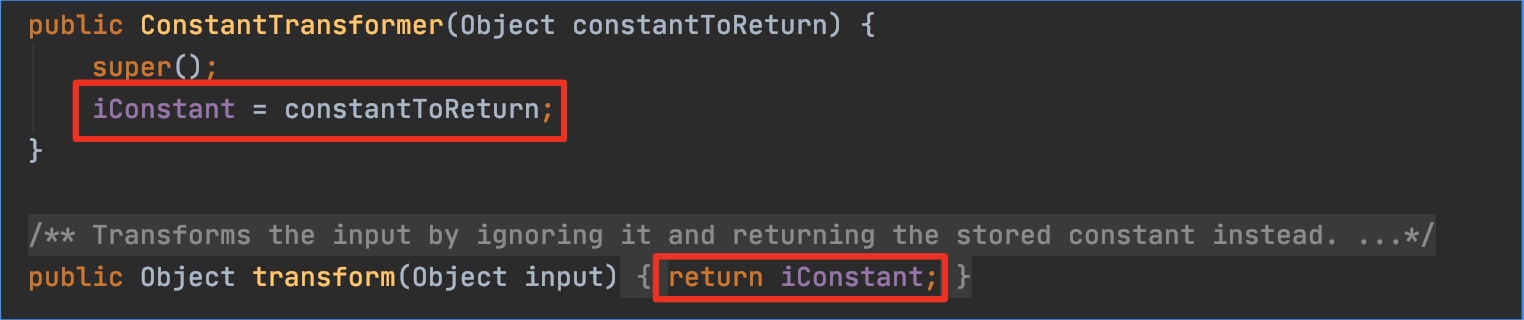 public ConstantTransformer(Object constantToReturn) {
super();
iConstant = constantToReturn;
}
/** Transforms the input by ignoring it and returning the stored constant instead. ...*/
public Object transform(Object input) { return iConstant; }